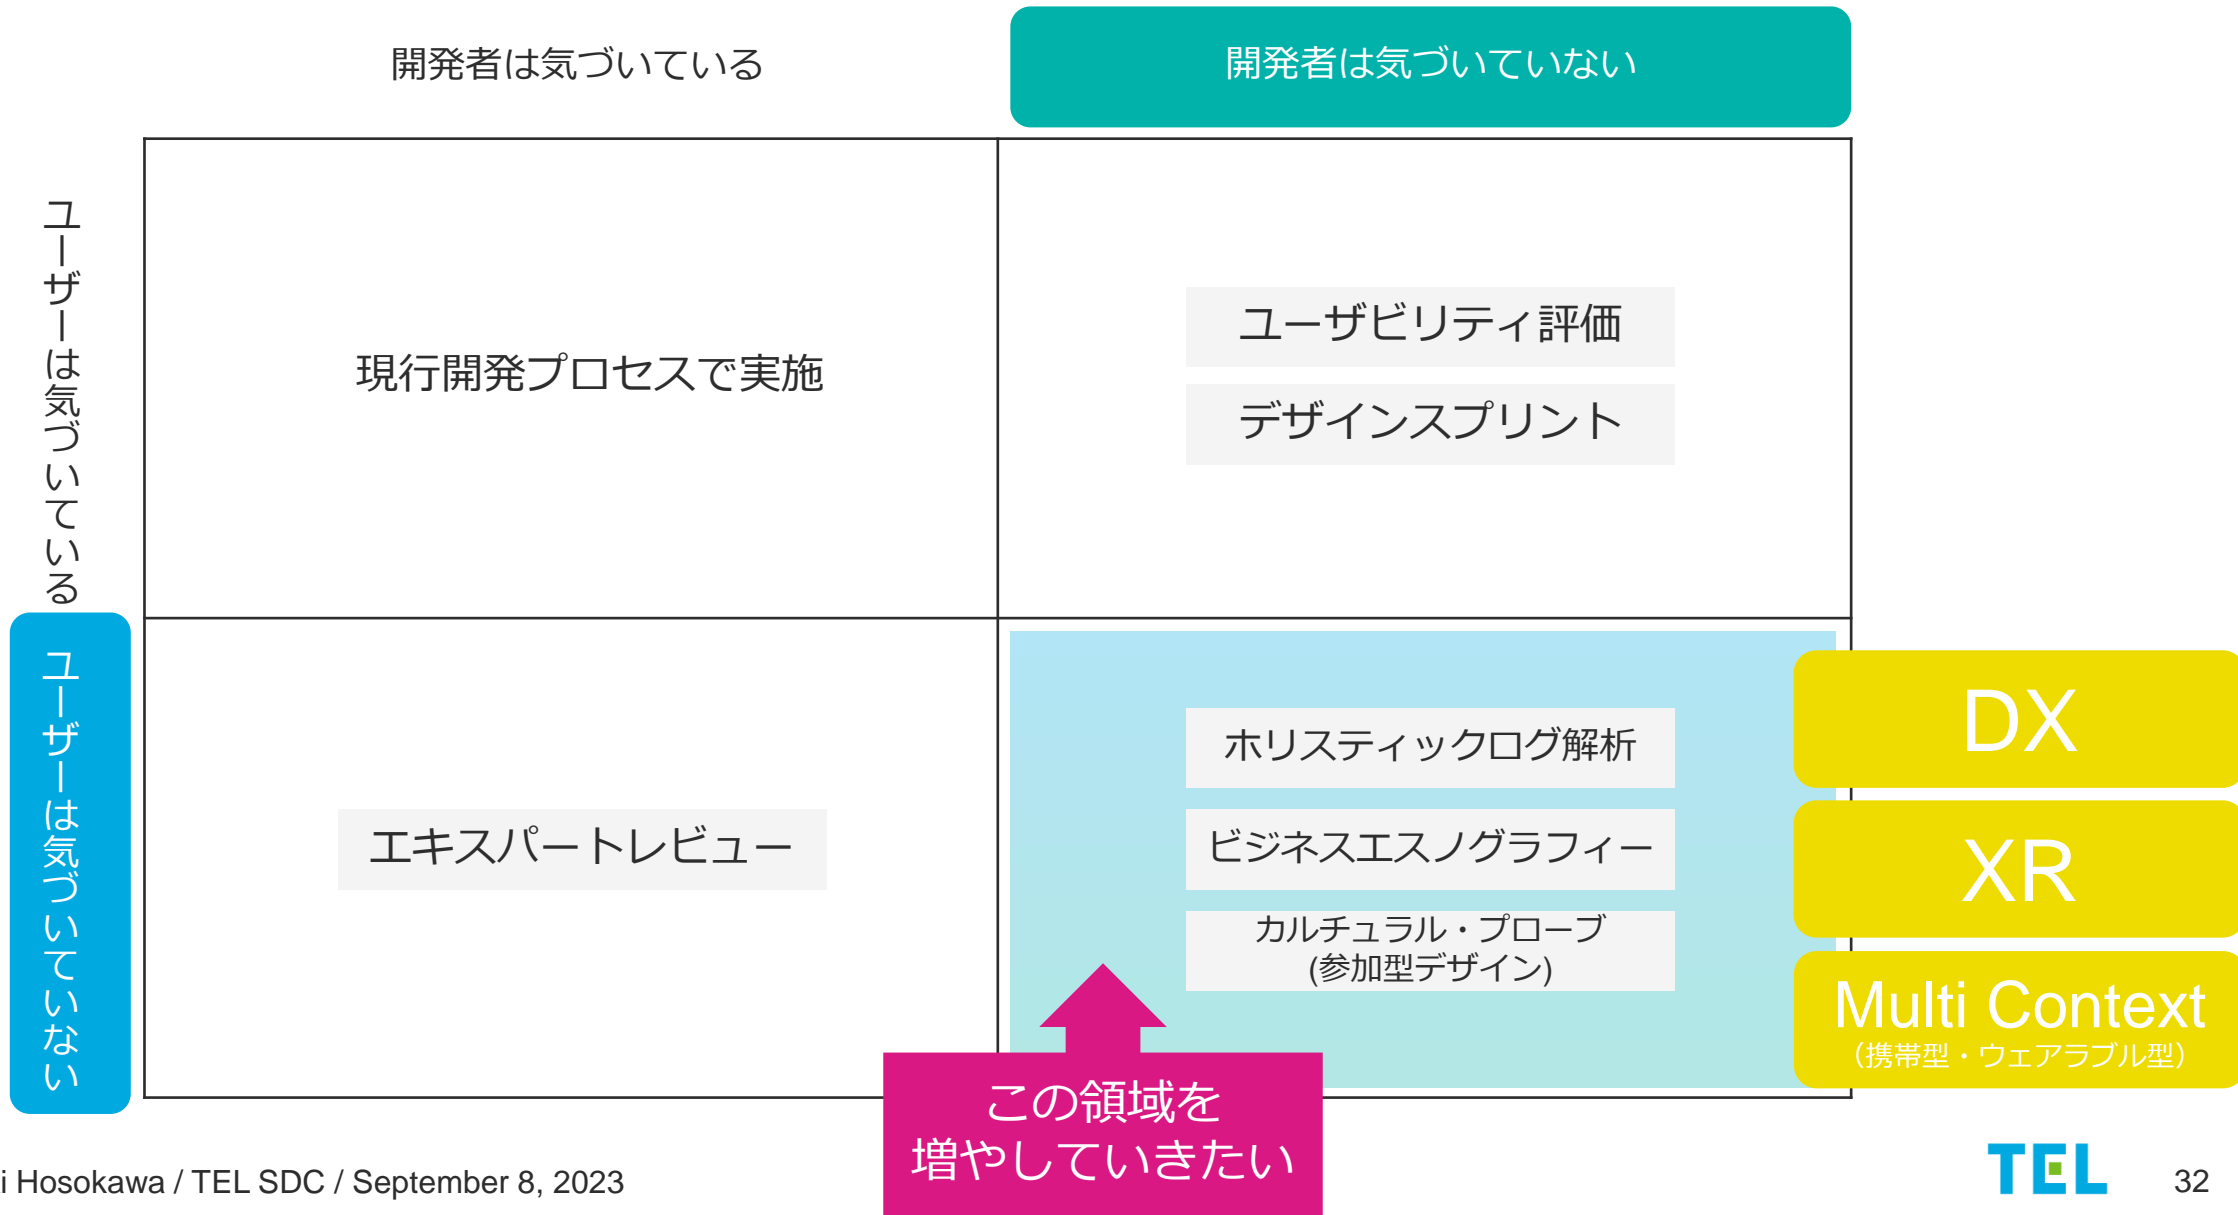 開発者は気づいている
開発者は気づいていない
ユーザーは気づいている
現行開発プロセスで実施
ユーザビリティ評価
デザインスプリント
ユーザーは気づいていない
エキスパートレビュー
ホリスティックログ解析
ビジネスエスノグラフィー
カルチュラル・プローブ
(参加型デザイン)
DX
XR
Multi Context
（携帯型・ウェアラブル型）
この領域を
増やしていきたい
i Hosokawa / TEL SDC / September 8, 2023
TEL
32